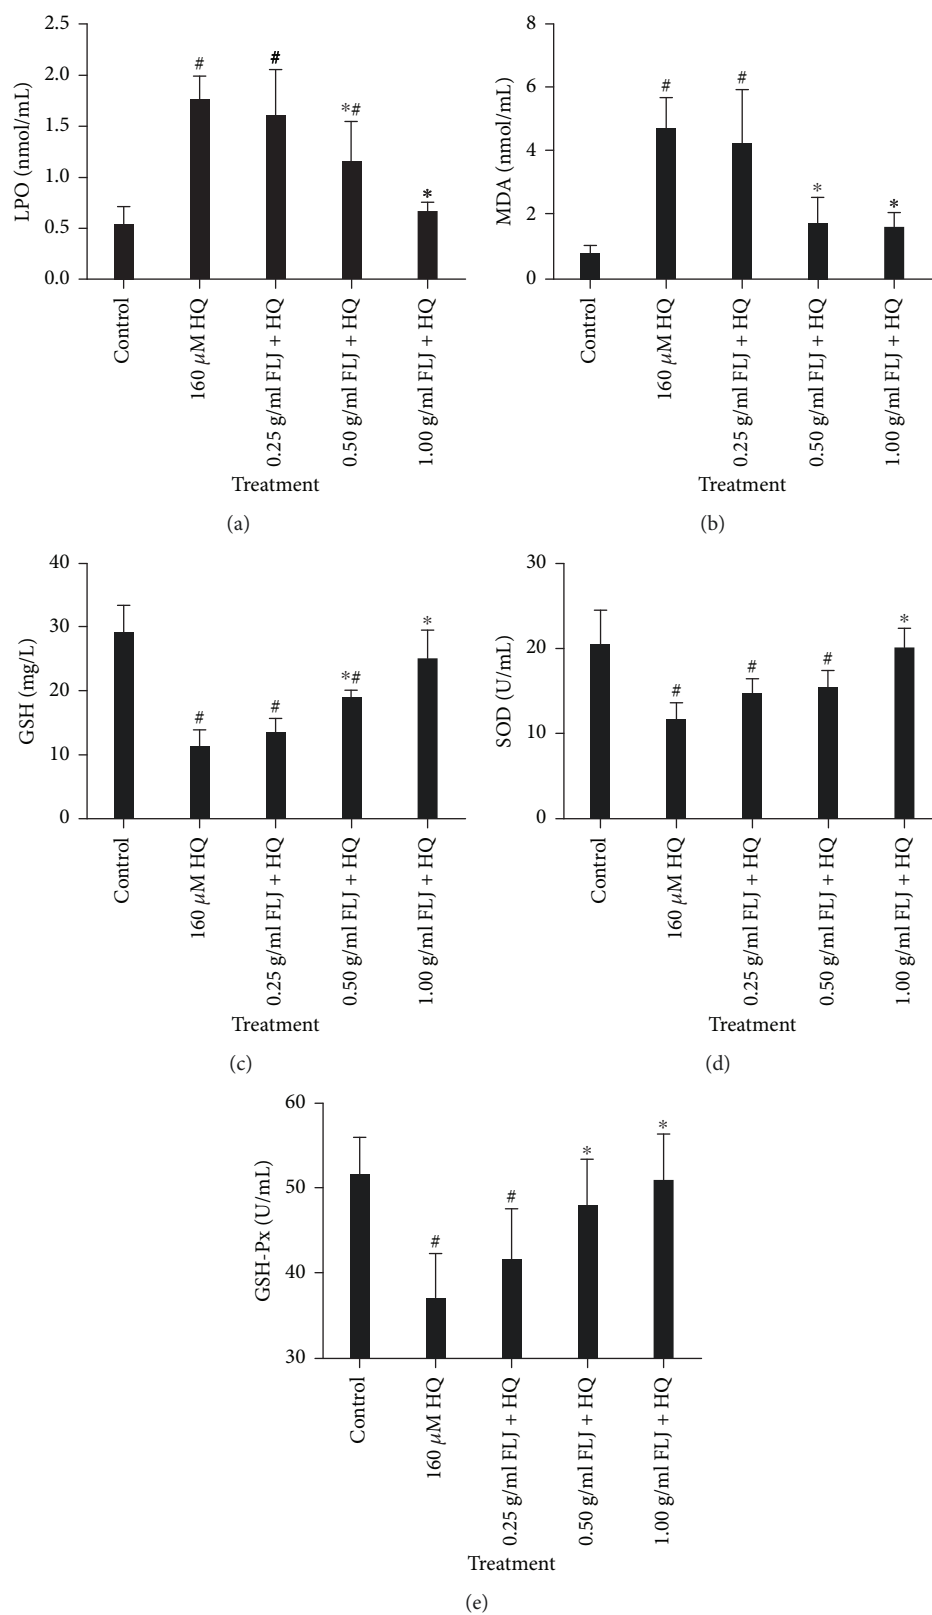 LPO (nmol/mL)
2.5
2.0
1.5
1.0
0.5
0.0
#
#
*#
*
Control
160 μM HQ
0.25 g/ml FLJ + HQ
0.50 g/ml FLJ + HQ
1.00 g/ml FLJ + HQ
Treatment
(a)
MDA (nmol/mL)
8
6
4
2
0
#
#
*
*
Control
160 μM HQ
0.25 g/ml FLJ + HQ
0.50 g/ml FLJ + HQ
1.00 g/ml FLJ + HQ
Treatment
(b)
GSH (mg/L)
40
30
20
10
0
#
#
*#
*
Control
160 μM HQ
0.25 g/ml FLJ + HQ
0.50 g/ml FLJ + HQ
1.00 g/ml FLJ + HQ
Treatment
(c)
SOD (U/mL)
30
20
10
0
#
#
#
*
Control
160 μM HQ
0.25 g/ml FLJ + HQ
0.50 g/ml FLJ + HQ
1.00 g/ml FLJ + HQ
Treatment
(d)
GSH-Px (U/mL)
60
50
40
30
#
#
*
*
Control
160 μM HQ
0.25 g/ml FLJ + HQ
0.50 g/ml FLJ + HQ
1.00 g/ml FLJ + HQ
Treatment
(e)